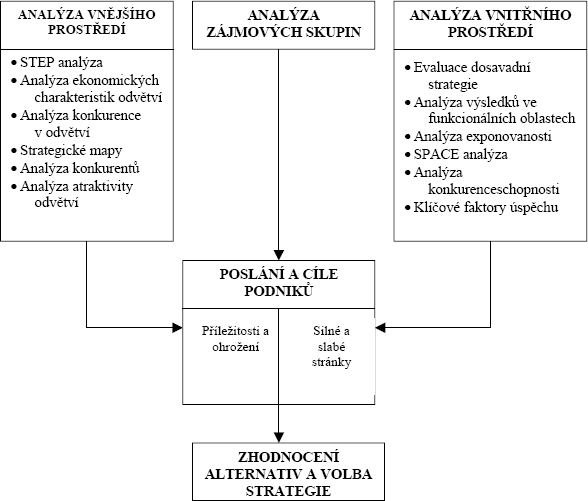 ANALÝZA VNĚJŠÍHO
PROSTŘEDÍ
• STEP analýza
• Analýza ekonomických
charakteristik odvětví
• Analýza konkurence
v odvětví
• Strategické mapy
• Analýza konkurentů
• Analýza atraktivity
odvětví
ANALÝZA
ZÁJMOVÝCH SKUPIN
ANALÝZA VNITŘNÍHO
PROSTŘEDÍ
• Evaluace dosavadní
strategie
• Analýza výsledků ve
funkcionálních oblastech
• Analýza exponovanosti
• SPACE analýza
• Analýza
konkurenceschopnosti
• Klíčové faktory úspěchu
POSLÁNÍ A CÍLE
PODNIKŮ
Příležitosti a
ohrožení
Silné a
slabé
stránky
ZHODNOCENÍ
ALTERNATIV A VOLBA
STRATEGIE